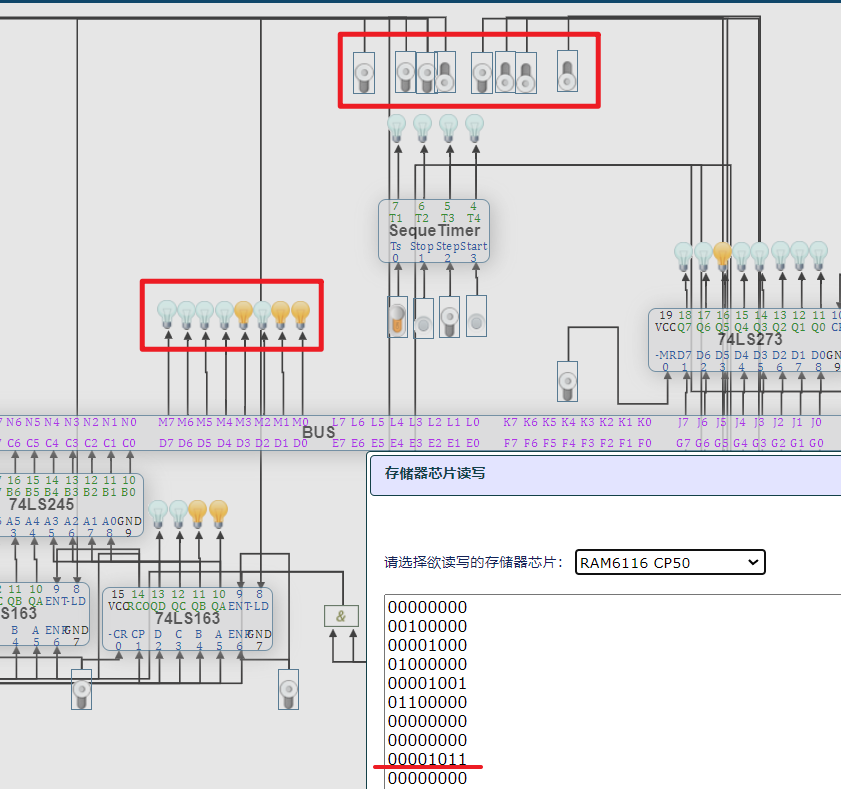 7 6 5 4
T1 T2 T3 T4
SequeTimer
Ts Stop Step Start
0 1 2 3
19 18 17 16 15 14 13 12 11 10
VCC Q7 Q6 Q5 Q4 Q3 Q2 Q1 Q0
74LS273
-MR D7 D6 D5 D4 D3 D2 D1 D0 GN
0 1 2 3 4 5 6 7 8 9
N6 N5 N4 N3 N2 N1 N0 M7 M6 M5 M4 M3 M2 M1 M0 L7 L6 L5 L4 L3 L2 L1 L0 K7 K6 K5 K4 K3 K2 K1 K0 J7 J6 J5 J4 J3 J2 J1 J0
BUS
C6 C5 C4 C3 C2 C1 C0 D7 D6 D5 D4 D3 D2 D1 D0 E7 E6 E5 E4 E3 E2 E1 E0 F7 F6 F5 F4 F3 F2 F1 F0 G7 G6 G5 G4 G3 G2 G1 G0
16 15 14 13 12 11 10
B6 B5 B4 B3 B2 B1 B0
74LS245
A5 A4 A3 A2 A1 A0 GND
3 4 5 6 7 8 9
2 11 10 9 8
QC QB QA ENT -LD
S163
B A ENP GND
4 5 6 7
15 14 13 12 11 10 9 8
VCC RCO QD QC QB QA ENT -LD
74LS163
-CR CP D C B A ENP GND
0 1 2 3 4 5 6 7
&
存储器芯片读写
请选择欲读写的存储器芯片: RAM6116 CP50
00000000
00100000
00001000
01000000
00001001
01100000
00000000
00000000
00001011
00000000